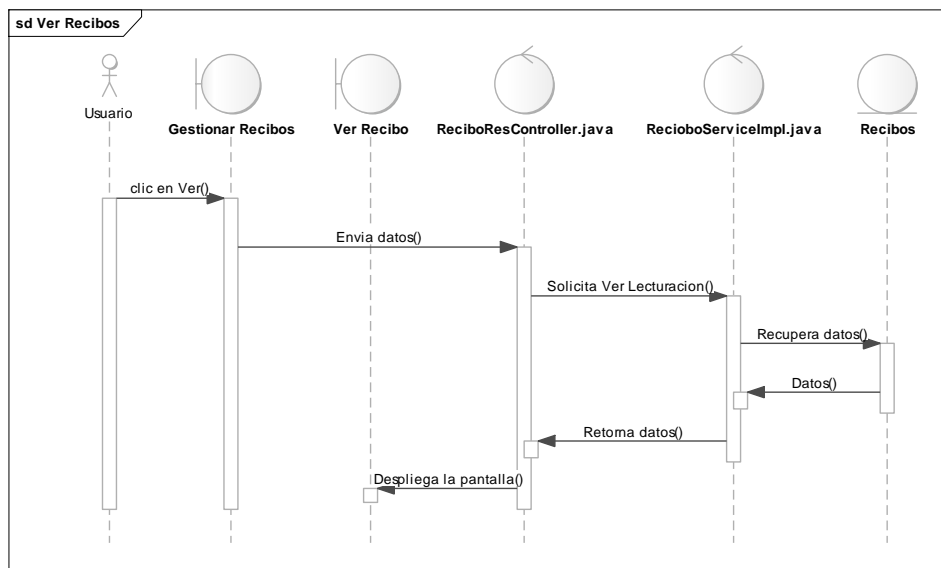 sd Ver Recibos
Usuario
Gestionar Recibos
Ver Recibo
ReciboResController.java
RecioboServiceImpl.java
Recibos
clic en Ver()
Envia datos()
Solicita Ver Lecturacion()
Recupera datos()
Datos()
Retorna datos()
Despliega la pantalla()